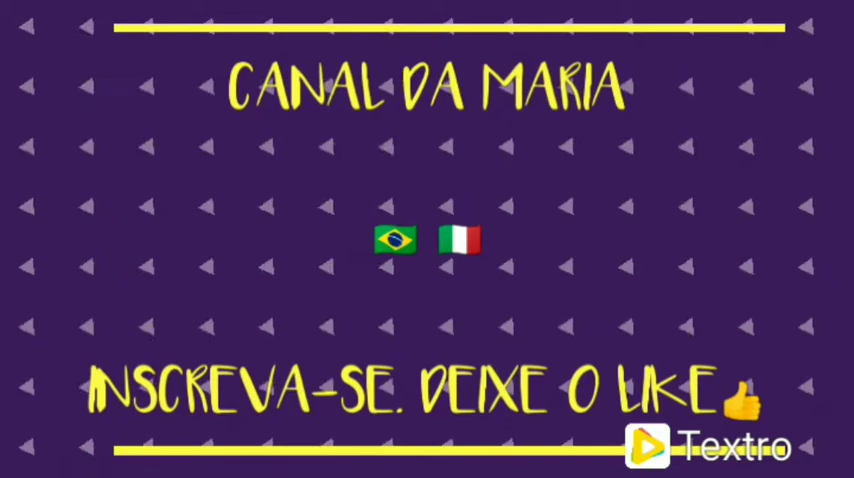 CANAL DA MARIA
🇧🇷 🇮🇹
INSCREVA-SE. DEIXE O LIKE👍
Textro